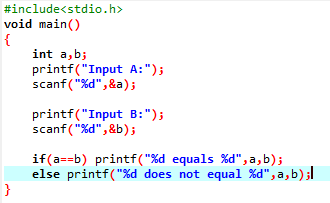 #include<stdio.h>
void main()
{
int a,b;
printf("Input A:");
scanf("%d",&a);
printf("Input B:");
scanf("%d",&b);
if(a==b) printf("%d equals %d",a,b);
else printf("%d does not equal %d",a,b);
}